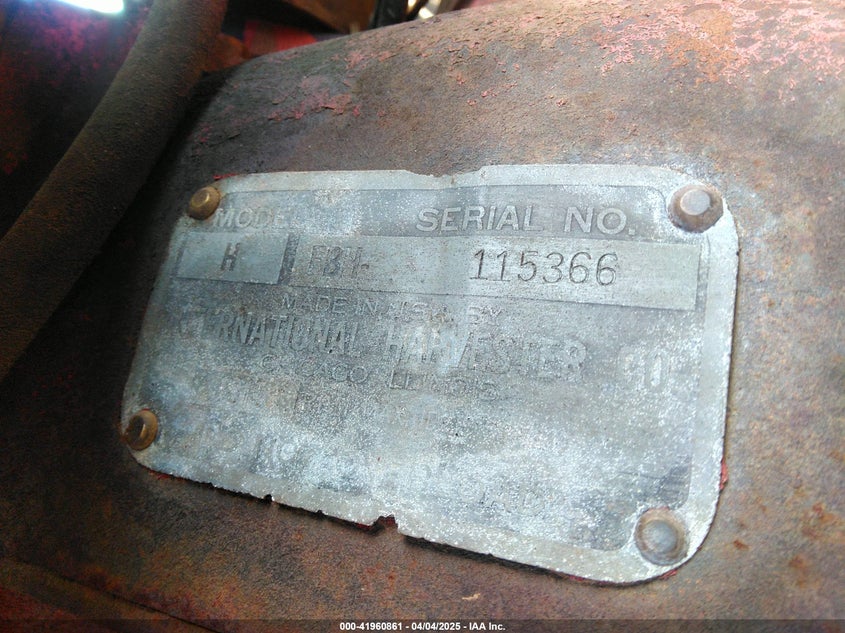 MODEL SERIAL NO.
H FBH- 115366
MADE IN U.S.A. BY
INTERNATIONAL HARVESTER CO
CHICAGO, ILLINOIS
000-41960861 - 04/04/2025 - IAA Inc.